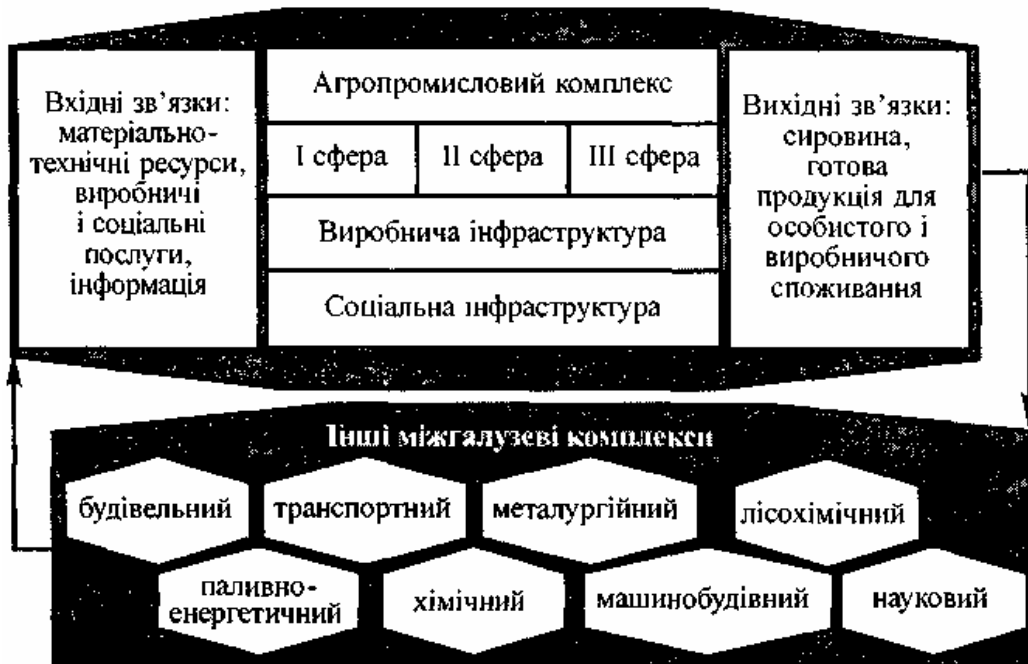 Вхідні зв’язки:
матеріально-
технічні ресурси,
виробничі
і соціальні
послуги,
інформація
Агропромисловий комплекс
І сфера
ІІ сфера
ІІІ сфера
Виробнича інфраструктура
Соціальна інфраструктура
Вихідні зв’язки:
сировина,
готова
продукція для
особистого і
виробничого
споживання
Інші міжгалузеві комплекси
будівельний
транспортний
металургійний
лісохімічний
паливно-
енергетичний
хімічний
машинобудівний
науковий